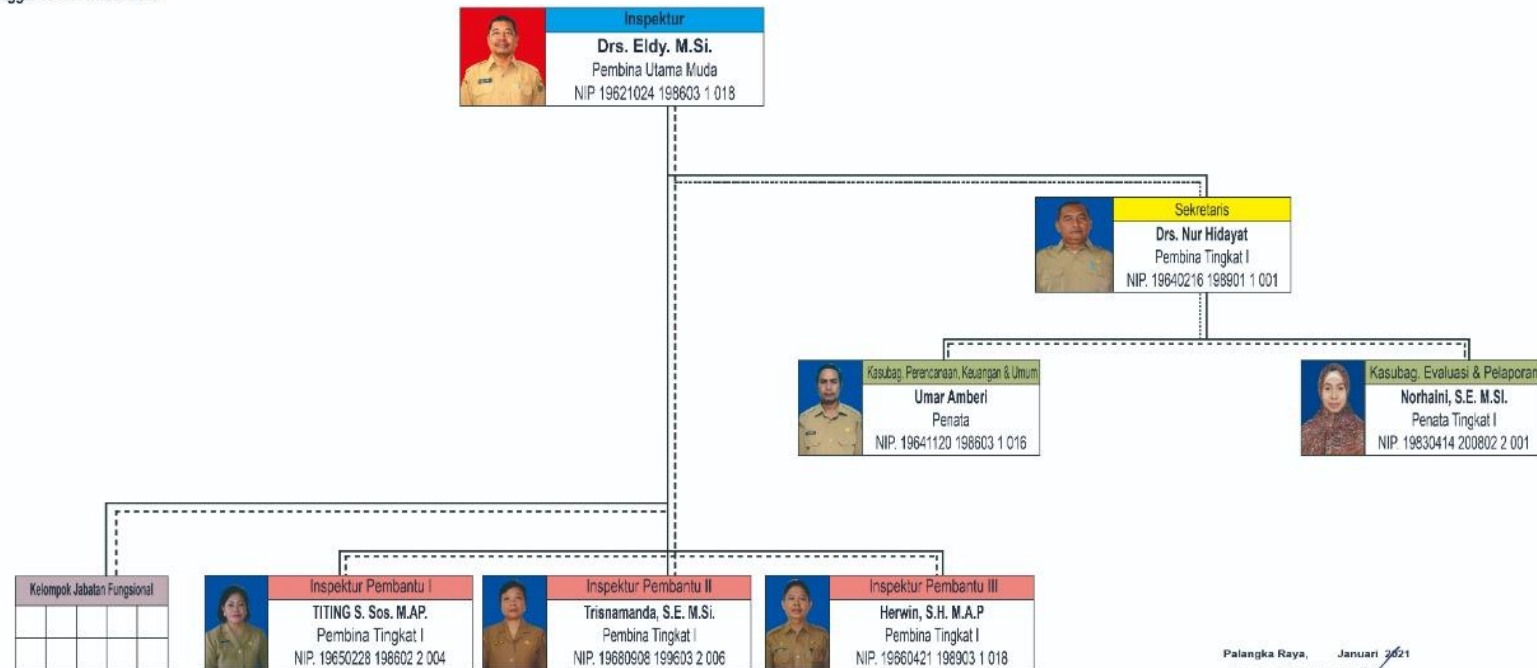 Inspektur
Drs. Eldy. M.Si.
Pembina Utama Muda
NIP 19621024 198603 1 018
Sekretaris
Drs. Nur Hidayat
Pembina Tingkat I
NIP. 19640216 198901 1 001
Kasubag. Perencanaan, Keuangan & Umum
Umar Amberi
Penata
NIP. 19641120 198603 1 016
Kasubag. Evaluasi & Pelaporan
Norhaini, S.E. M.SI.
Penata Tingkat I
NIP. 19830414 200802 2 001
Kelompok Jabatan Fungsional
Inspektur Pembantu I
TITING S. Sos. M.AP.
Pembina Tingkat I
NIP. 19650228 198602 2 004
Inspektur Pembantu II
Trisnamanda, S.E. M.Si.
Pembina Tingkat I
NIP. 19680908 199603 2 006
Inspektur Pembantu III
Herwin, S.H. M.A.P
Pembina Tingkat I
NIP. 19660421 198903 1 018
Palangka Raya, Januari 2021